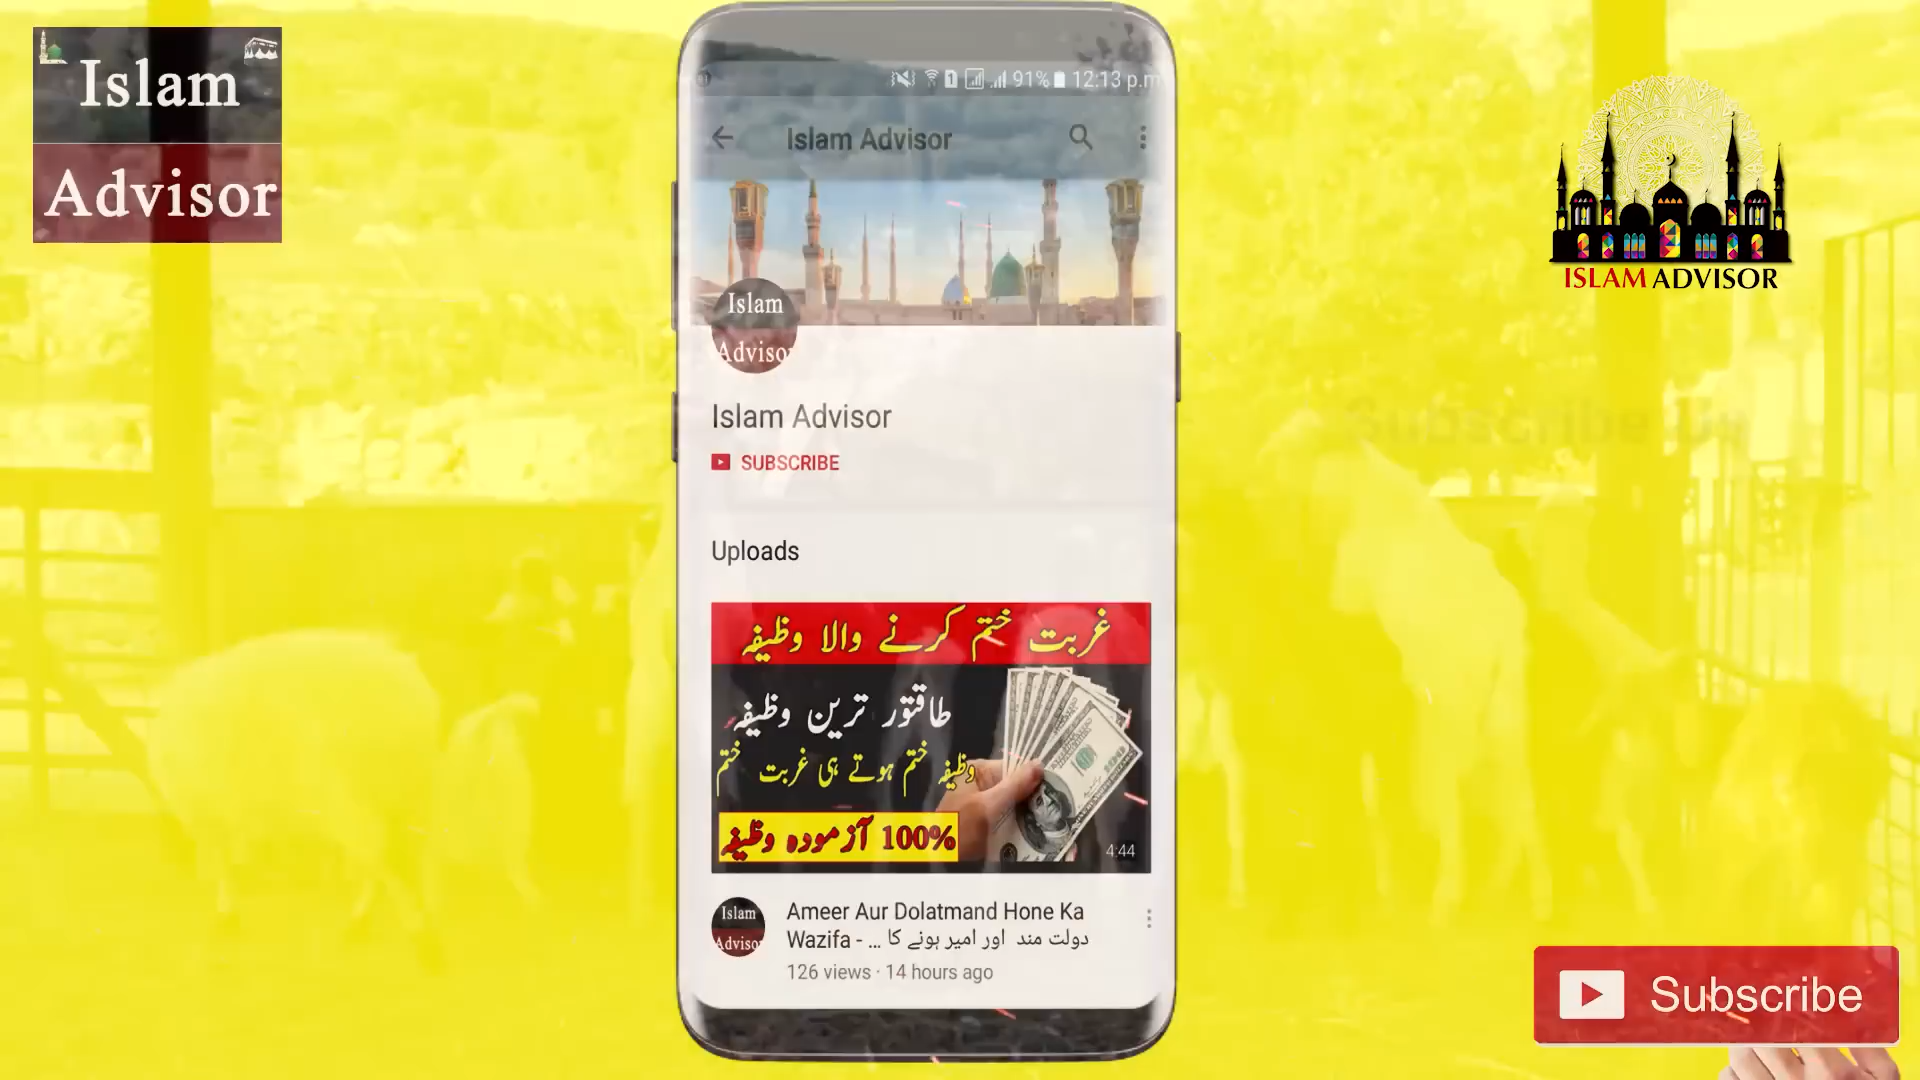 Islam
Advisor
91% 12:13 p.m
Islam Advisor
ISLAM ADVISOR
Islam
Advisor
Islam Advisor
SUBSCRIBE
Subscribe
Uploads
غربت ختم کرنے والا وظیفہ
طاقتور ترین وظیفہ
وظیفہ ختم ہوتے ہی غربت ختم
100% آزمودہ وظیفہ
4:44
Islam
Advisor
Ameer Aur Dolatmand Hone Ka
Wazifa - ... دولت مند اور امیر ہونے کا
126 views · 14 hours ago
Subscribe